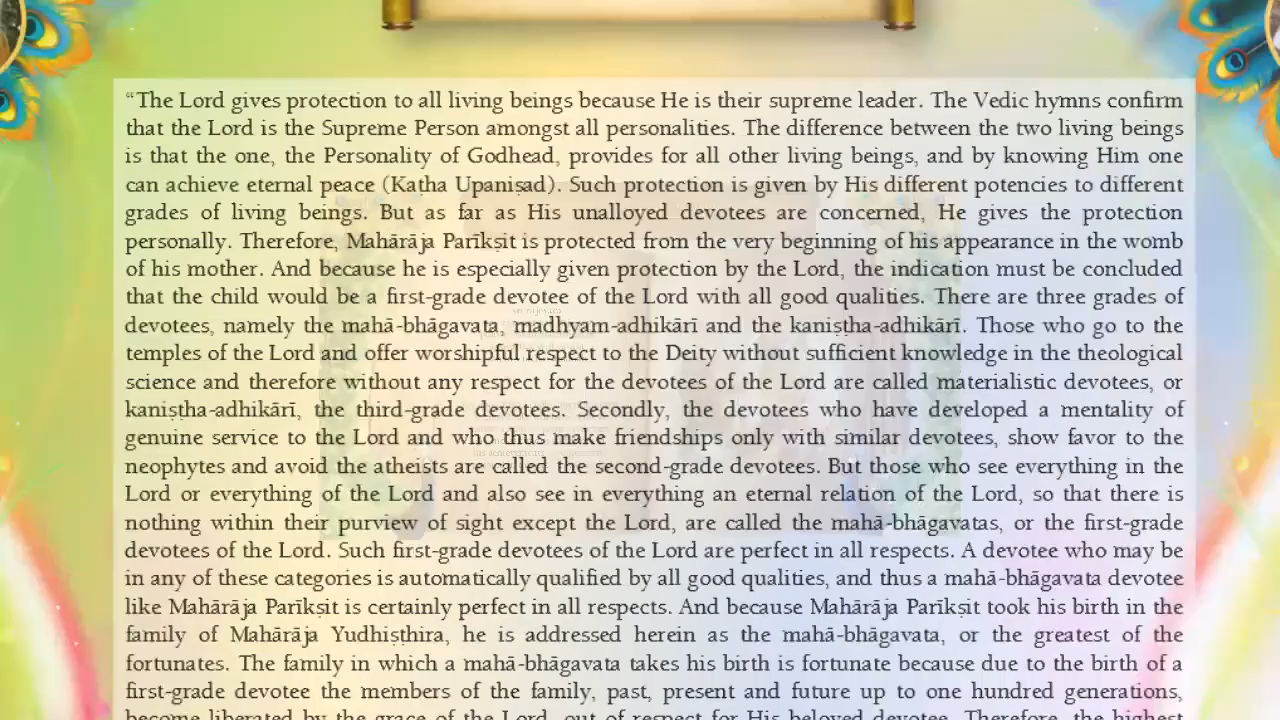 “The Lord gives protection to all living beings because He is their supreme leader. The Vedic hymns confirm
that the Lord is the Supreme Person amongst all personalities. The difference between the two living beings
is that the one, the Personality of Godhead, provides for all other living beings, and by knowing Him one
can achieve eternal peace (Kaṭha Upaniṣad). Such protection is given by His different potencies to different
grades of living beings. But as far as His unalloyed devotees are concerned, He gives the protection
personally. Therefore, Mahārāja Parīkṣit is protected from the very beginning of his appearance in the womb
of his mother. And because he is especially given protection by the Lord, the indication must be concluded
that the child would be a first-grade devotee of the Lord with all good qualities. There are three grades of
devotees, namely the mahā-bhāgavata, madhyam-adhikārī and the kaniṣṭha-adhikārī. Those who go to the
temples of the Lord and offer worshipful respect to the Deity without sufficient knowledge in the theological
science and therefore without any respect for the devotees of the Lord are called materialistic devotees, or
kaniṣṭha-adhikārī, the third-grade devotees. Secondly, the devotees who have developed a mentality of
genuine service to the Lord and who thus make friendships only with similar devotees, show favor to the
neophytes and avoid the atheists are called the second-grade devotees. But those who see everything in the
Lord or everything of the Lord and also see in everything an eternal relation of the Lord, so that there is
nothing within their purview of sight except the Lord, are called the mahā-bhāgavatas, or the first-grade
devotees of the Lord. Such first-grade devotees of the Lord are perfect in all respects. A devotee who may be
in any of these categories is automatically qualified by all good qualities, and thus a mahā-bhāgavata devotee
like Mahārāja Parīkṣit is certainly perfect in all respects. And because Mahārāja Parīkṣit took his birth in the
family of Mahārāja Yudhiṣṭhira, he is addressed herein as the mahā-bhāgavata, or the greatest of the
fortunates. The family in which a mahā-bhāgavata takes his birth is fortunate because due to the birth of a
first-grade devotee the members of the family, past, present and future up to one hundred generations,
become liberated by the grace of the Lord, out of respect for His beloved devotee. Therefore, the highest